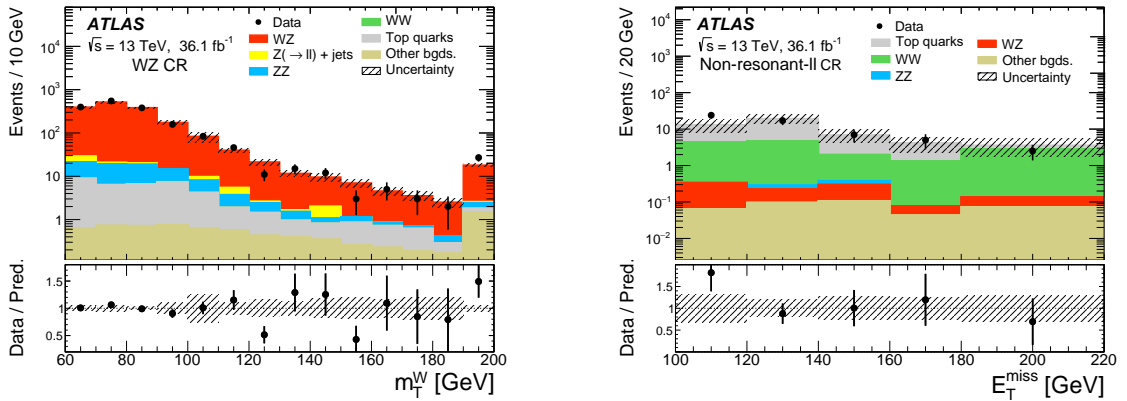 ATLAS
√s = 13 TeV, 36.1 fb⁻¹
WZ CR
Data
WZ
Z(→ll) + jets
ZZ
WW
Top quarks
Other bgds.
Uncertainty
Events / 10 GeV
10⁴
10³
10²
10
1
Data / Pred.
1.5
1
0.5
60 80 100 120 140 160 180 200
m_T^W [GeV]
ATLAS
√s = 13 TeV, 36.1 fb⁻¹
Non-resonant-ll CR
Data
Top quarks
WW
ZZ
WZ
Other bgds.
Uncertainty
Events / 20 GeV
10⁴
10³
10²
10
1
10⁻¹
10⁻²
Data / Pred.
1.5
1
0.5
100 120 140 160 180 200 220
E_T^miss [GeV]